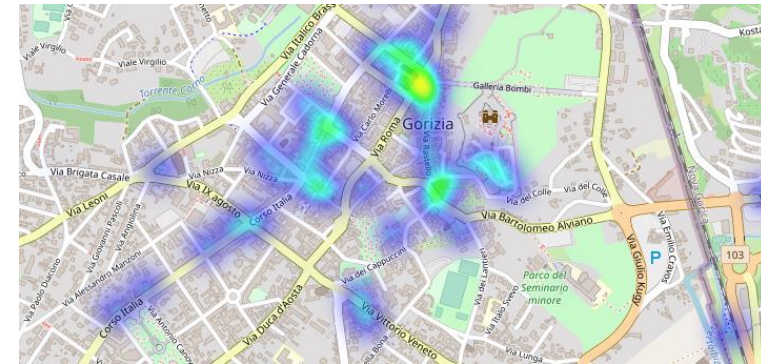 Viale Virgilio
Viale Virgilio
Torrente Corno
Via Italico Brass
Via Generale Cadorna
Galleria Bombi
Kosta
Via Carlo Morelli
Gorizia
Via Roma
Via Rastello
Via Brigata Casale
Via Nizza
Via Nizza
Via Leoni
Via IX agosto
Corso Italia
Via del Colle
Via del Colle
Via Bartolomeo Alviano
Via Giovanni Pascoli
Via Angiolina
Via Paolo Diacono
Via Alessandro Manzoni
Via dei Cappuccini
Via dei Lantieri
Parco del
Seminario
minore
Via Giulio Kugy
P
103
Corso Italia
Via Duca d'Aosta
Via Vittorio Veneto
Via Italo Svevo
Via Lunga